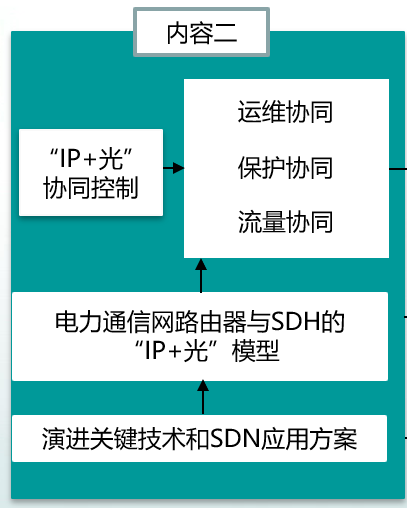 内容二
运维协同
“IP+光”
协同控制
保护协同
流量协同
电力通信网路由器与SDH的
“IP+光”模型
演进关键技术和SDN应用方案